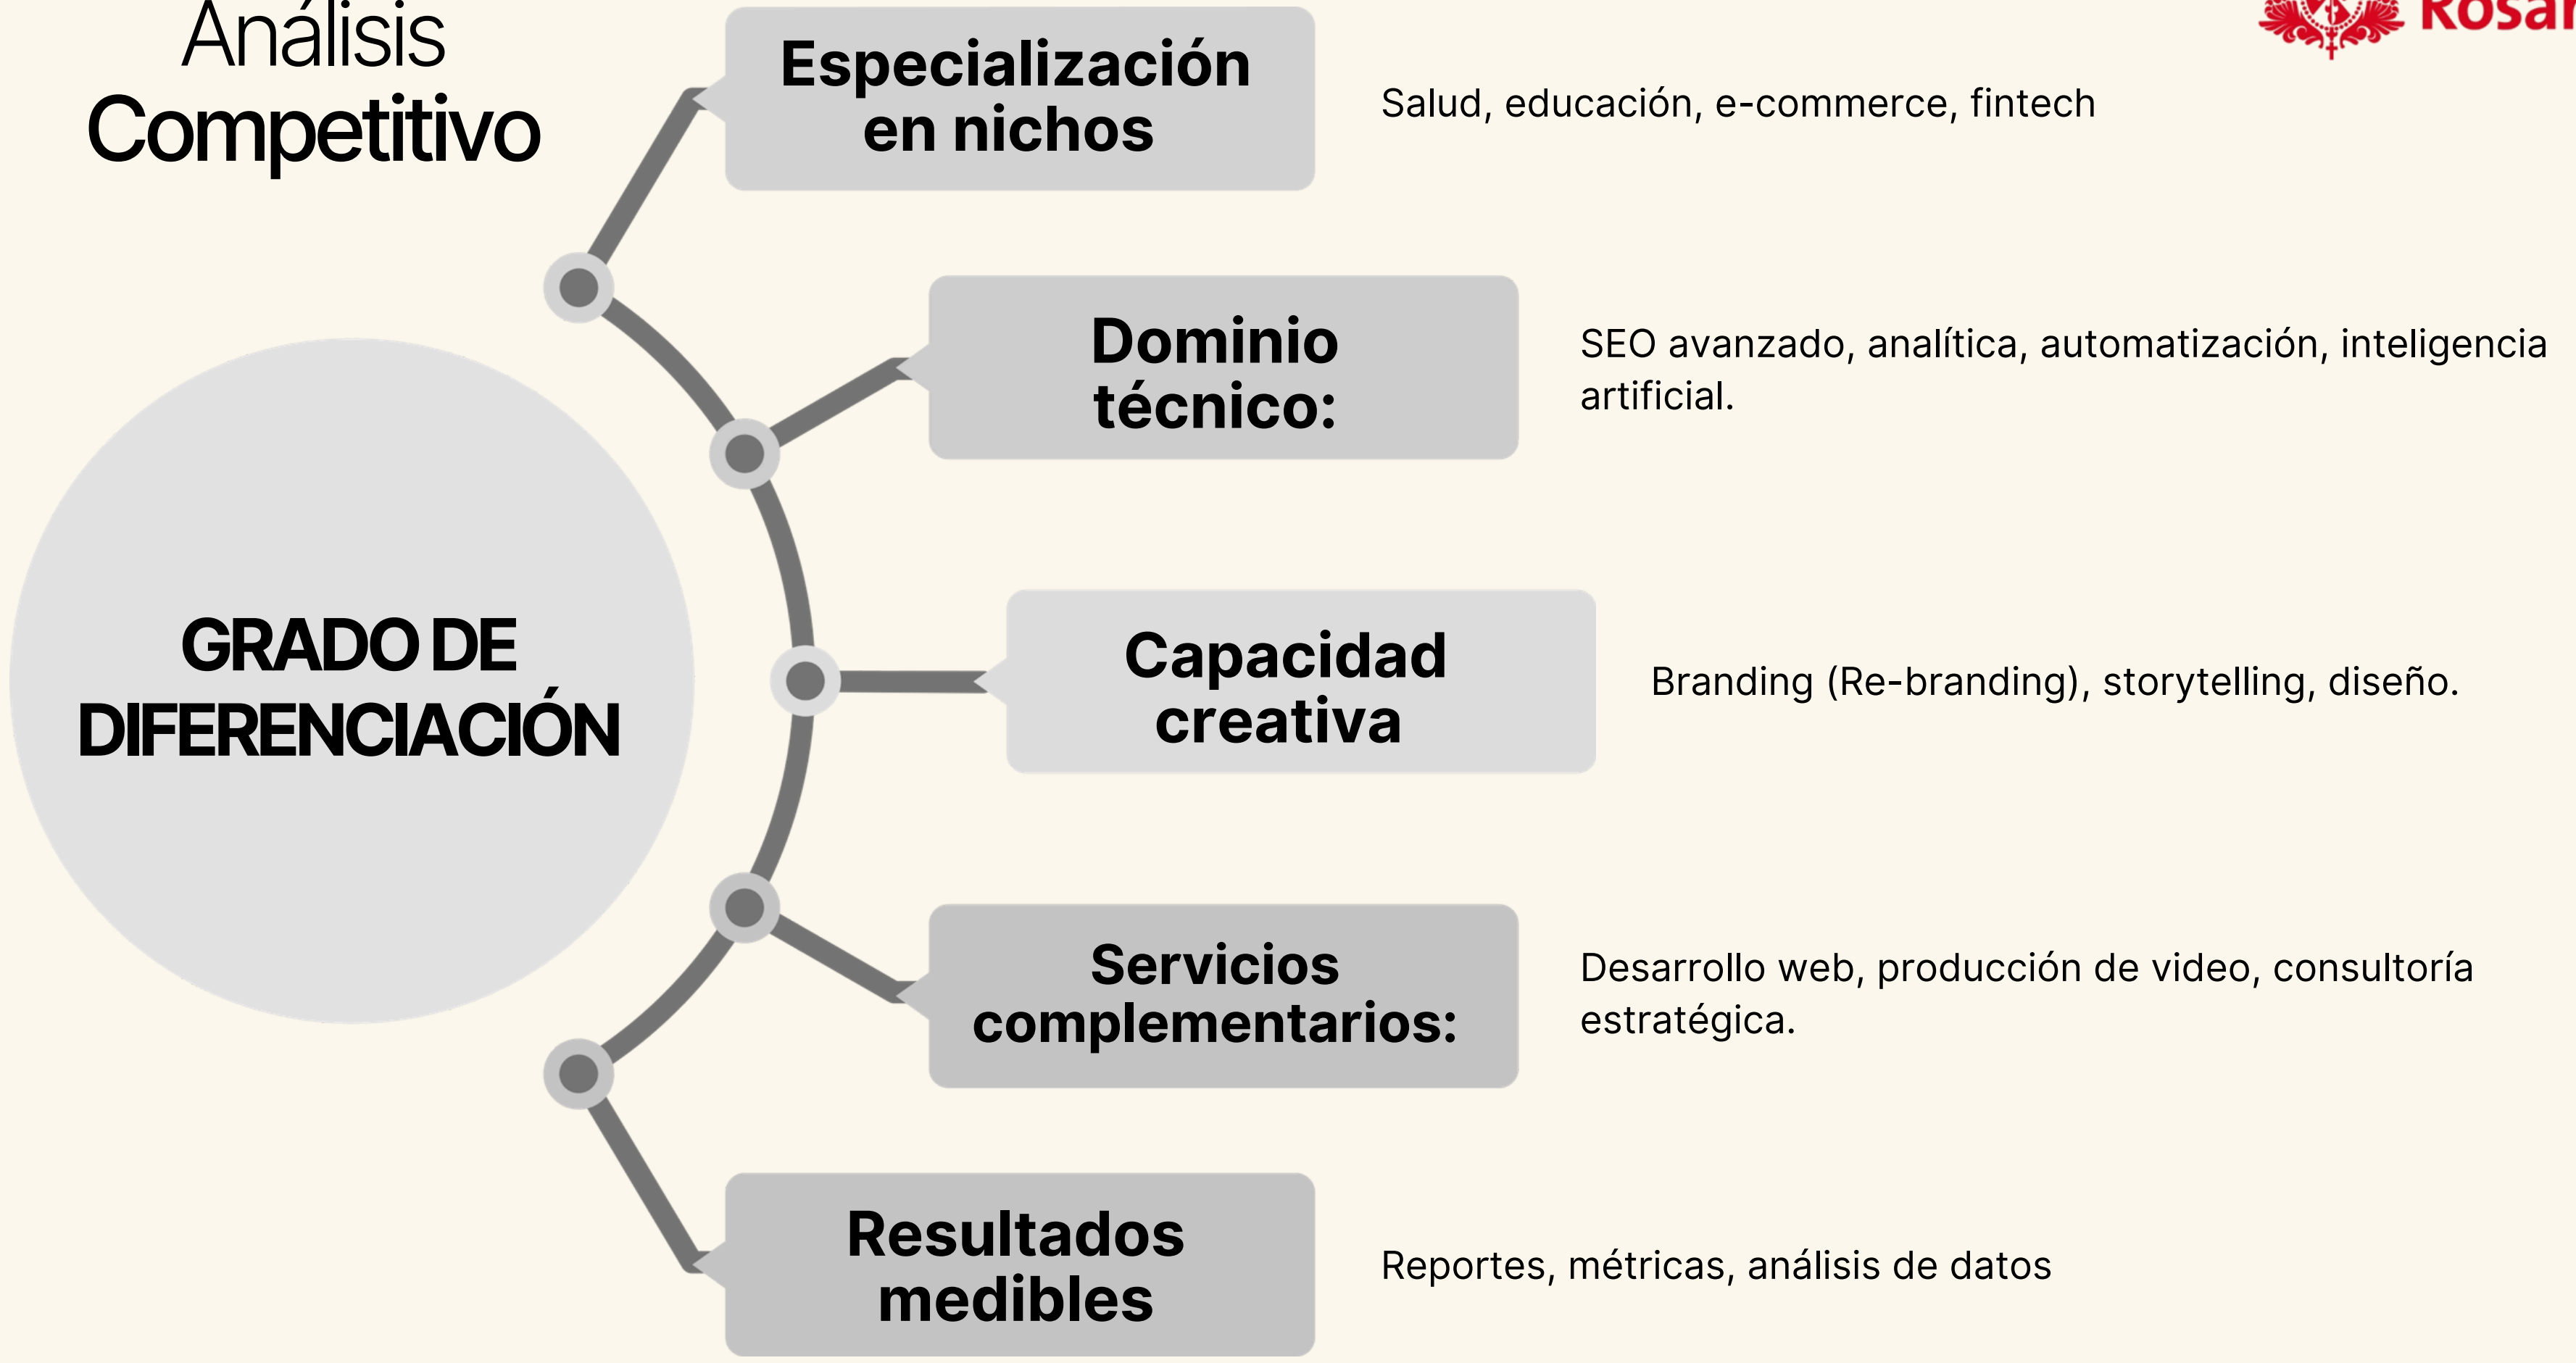 Análisis
Competitivo
Especialización
en nichos
Salud, educación, e-commerce, fintech
Dominio
técnico:
SEO avanzado, analítica, automatización, inteligencia
artificial.
GRADO DE
DIFERENCIACIÓN
Capacidad
creativa
Branding (Re-branding), storytelling, diseño.
Servicios
complementarios:
Desarrollo web, producción de video, consultoría
estratégica.
Resultados
medibles
Reportes, métricas, análisis de datos